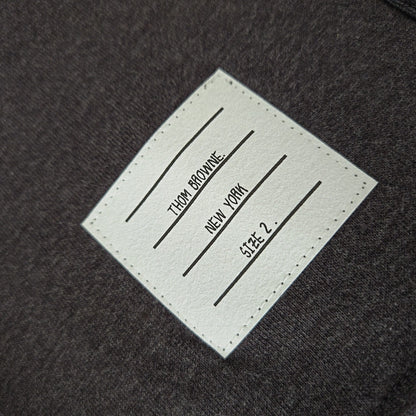 THOM BROWNE.
NEW YORK
SIZE 2.